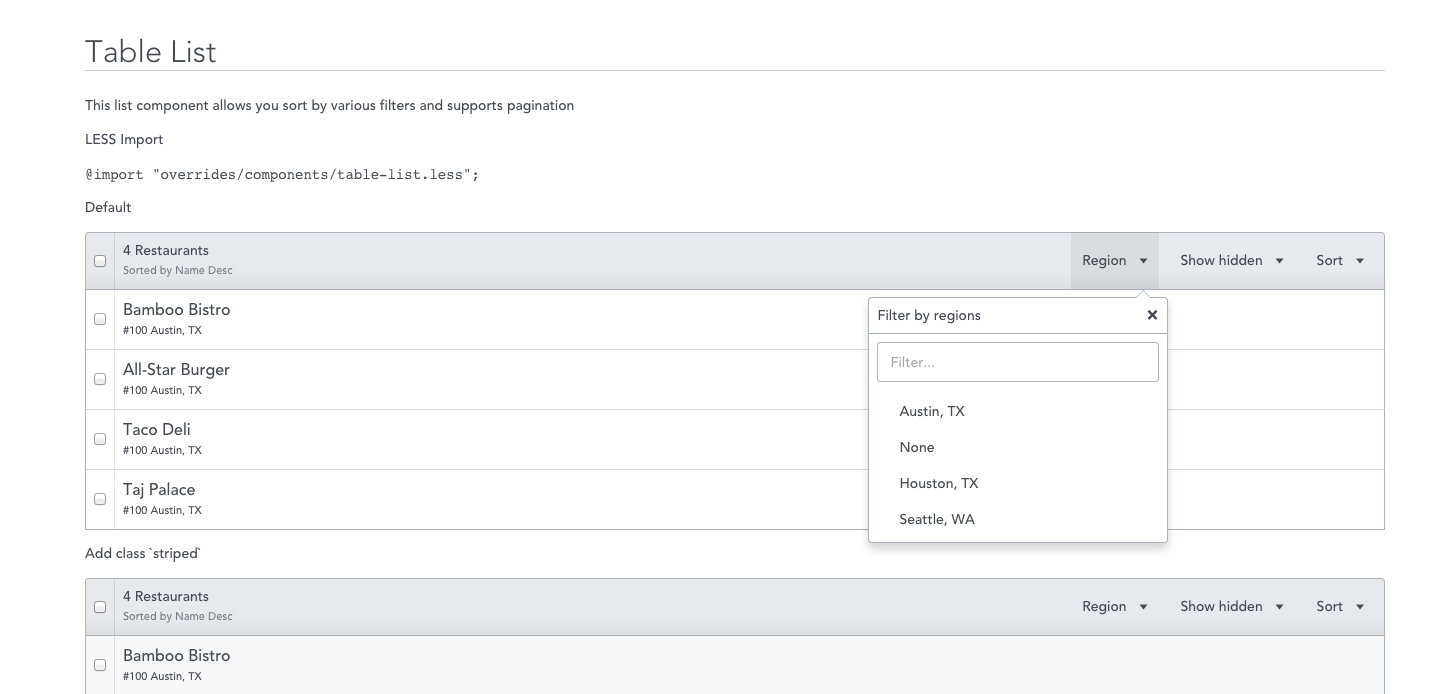 Table List
This list component allows you sort by various filters and supports pagination
LESS Import
@import "overrides/components/table-list.less";
Default
4 Restaurants
Sorted by Name Desc
Region
Show hidden
Sort
Bamboo Bistro
#100 Austin, TX
All-Star Burger
#100 Austin, TX
Taco Deli
#100 Austin, TX
Taj Palace
#100 Austin, TX
Filter by regions
Filter...
Austin, TX
None
Houston, TX
Seattle, WA
Add class `striped`
4 Restaurants
Sorted by Name Desc
Region
Show hidden
Sort
Bamboo Bistro
#100 Austin, TX